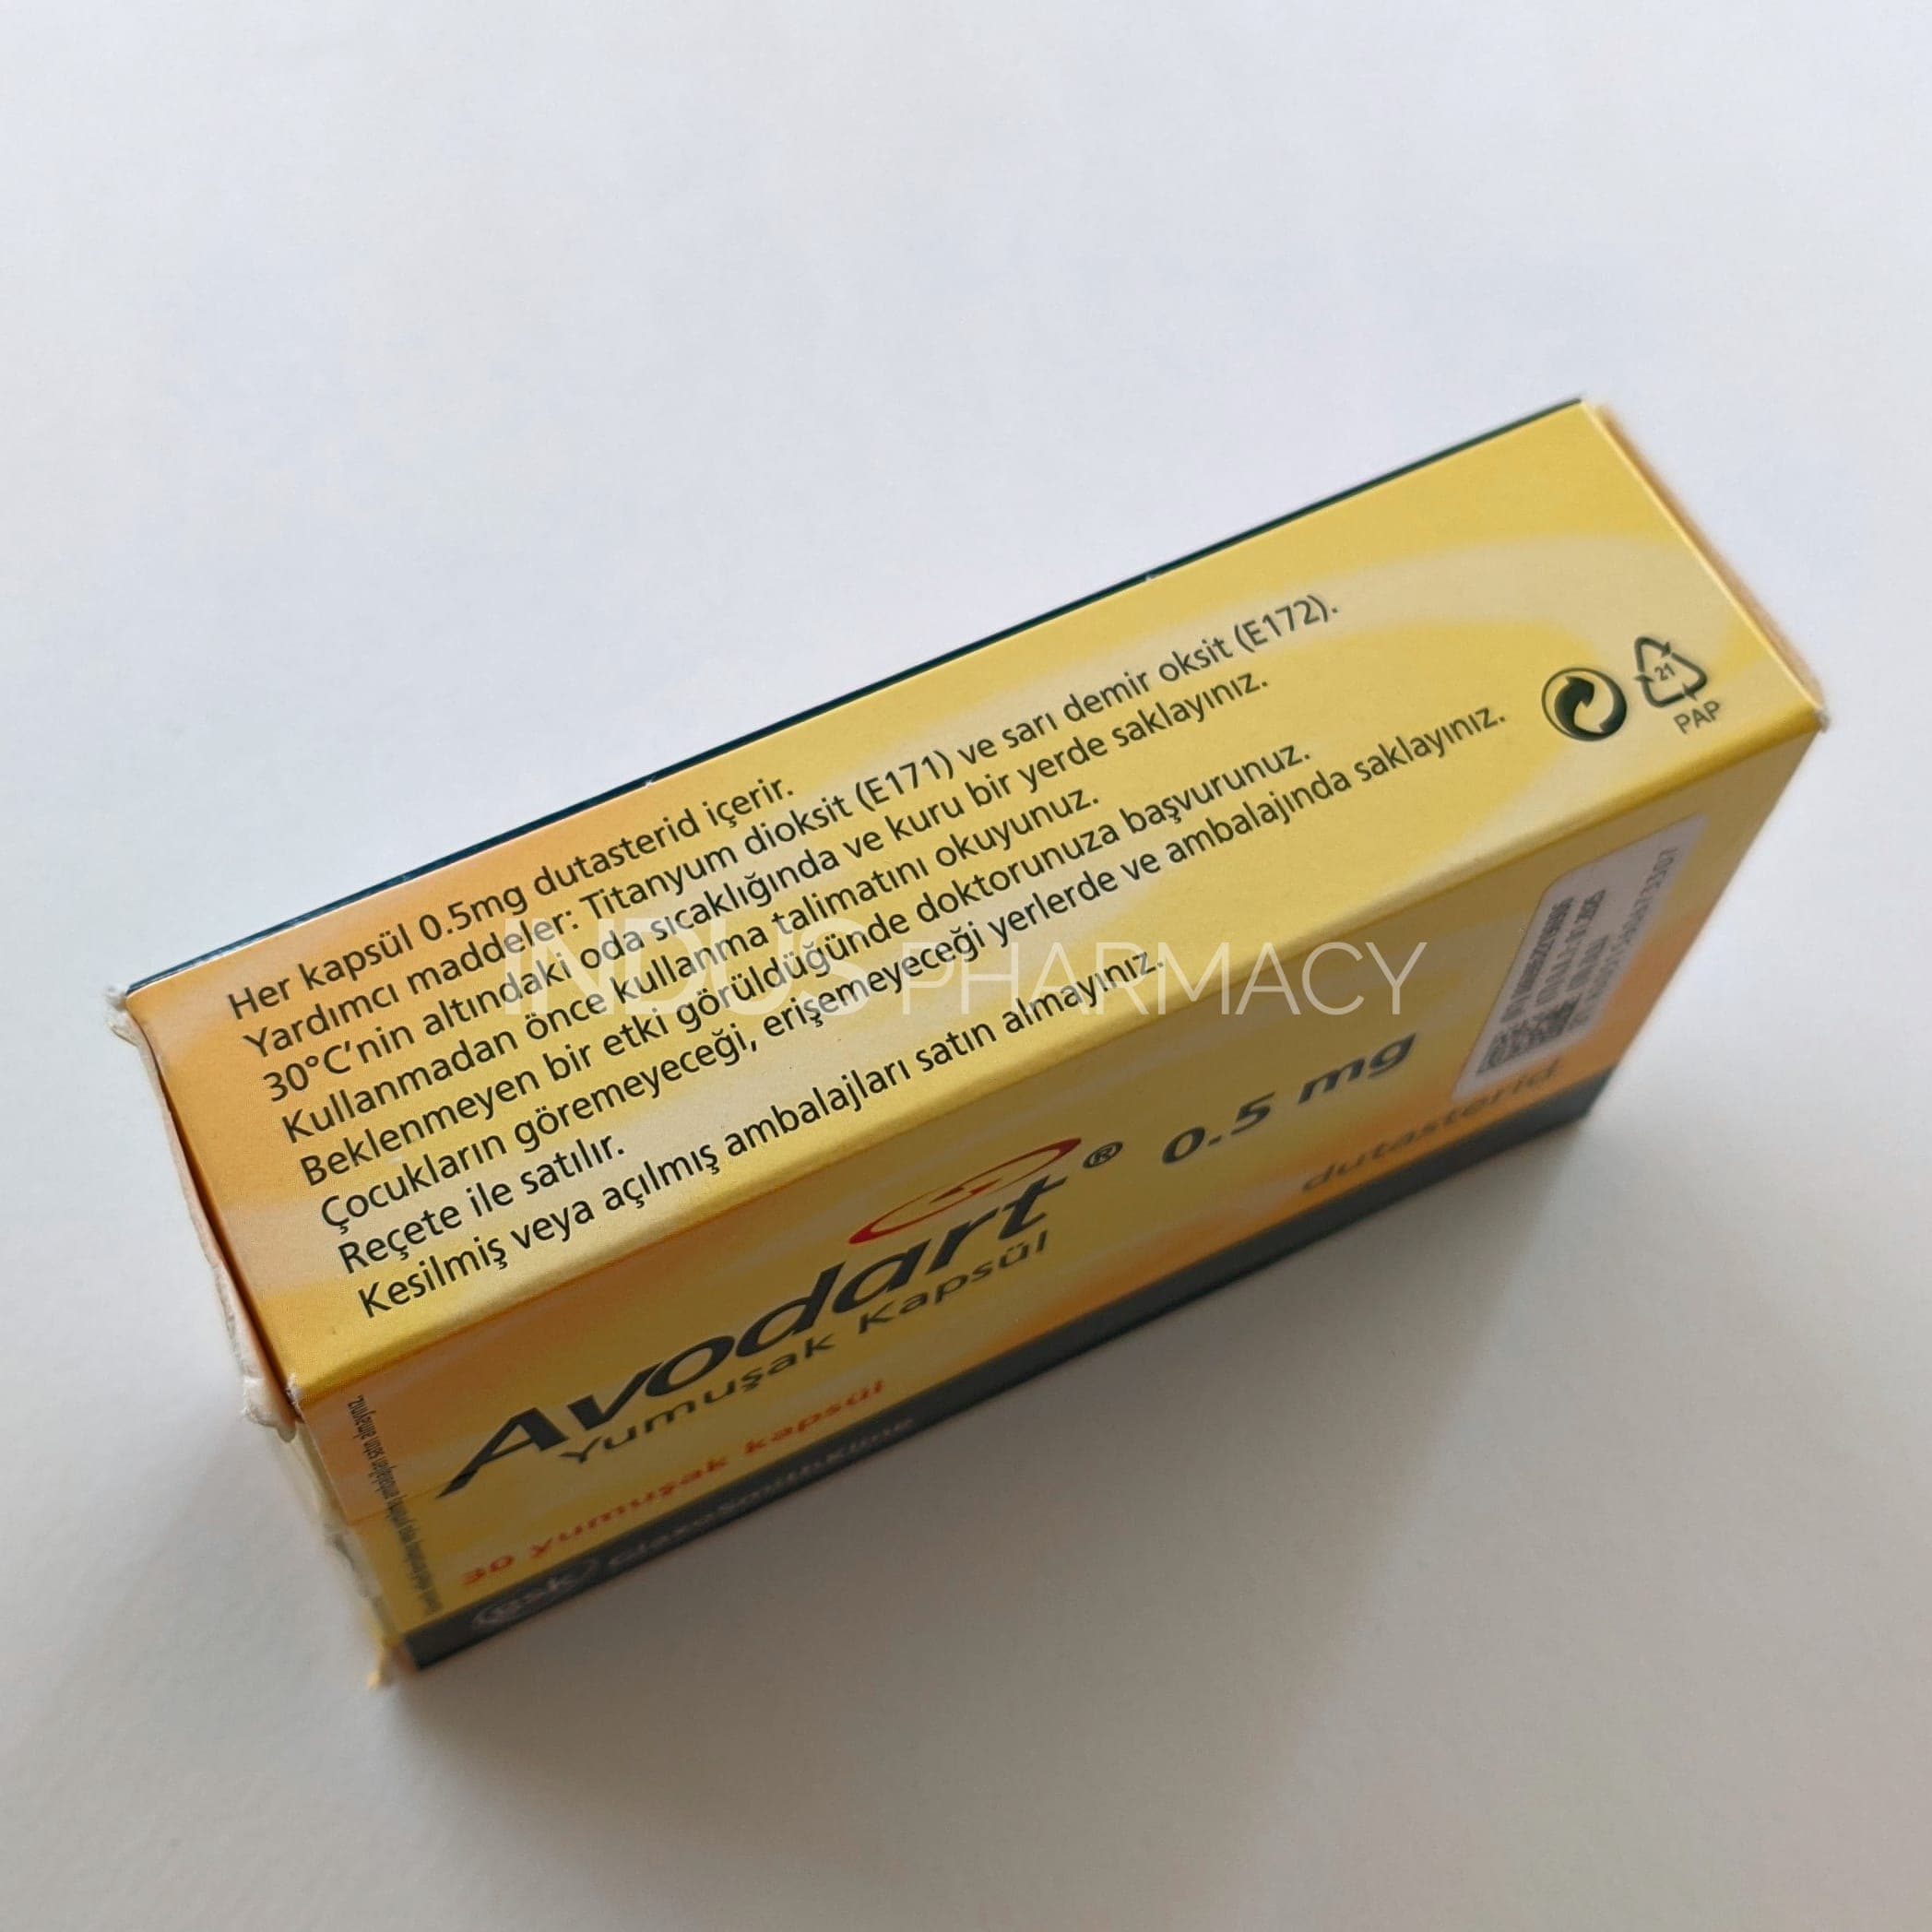 Her kapsül 0.5mg dutasterid içerir.
Yardımcı maddeler: Titanyum dioksit (E171) ve sarı demir oksit (E172).
30°C’nin altındaki oda sıcaklığında ve kuru bir yerde saklayınız.
Kullanmadan önce kullanma talimatını okuyunuz.
Beklenmeyen bir etki görüldüğünde doktorunuza başvurunuz.
Çocukların göremeyeceği, erişemeyeceği yerlerde ve ambalajında saklayınız.
Reçete ile satılır.
Kesilmiş veya açılmış ambalajları satın almayınız.
21
PAP
INDUS PHARMACY
Avodart® 0.5 mg
Yumuşak Kapsül
dutasterid
30 yumuşak kapsül
gsk GlaxoSmithKline